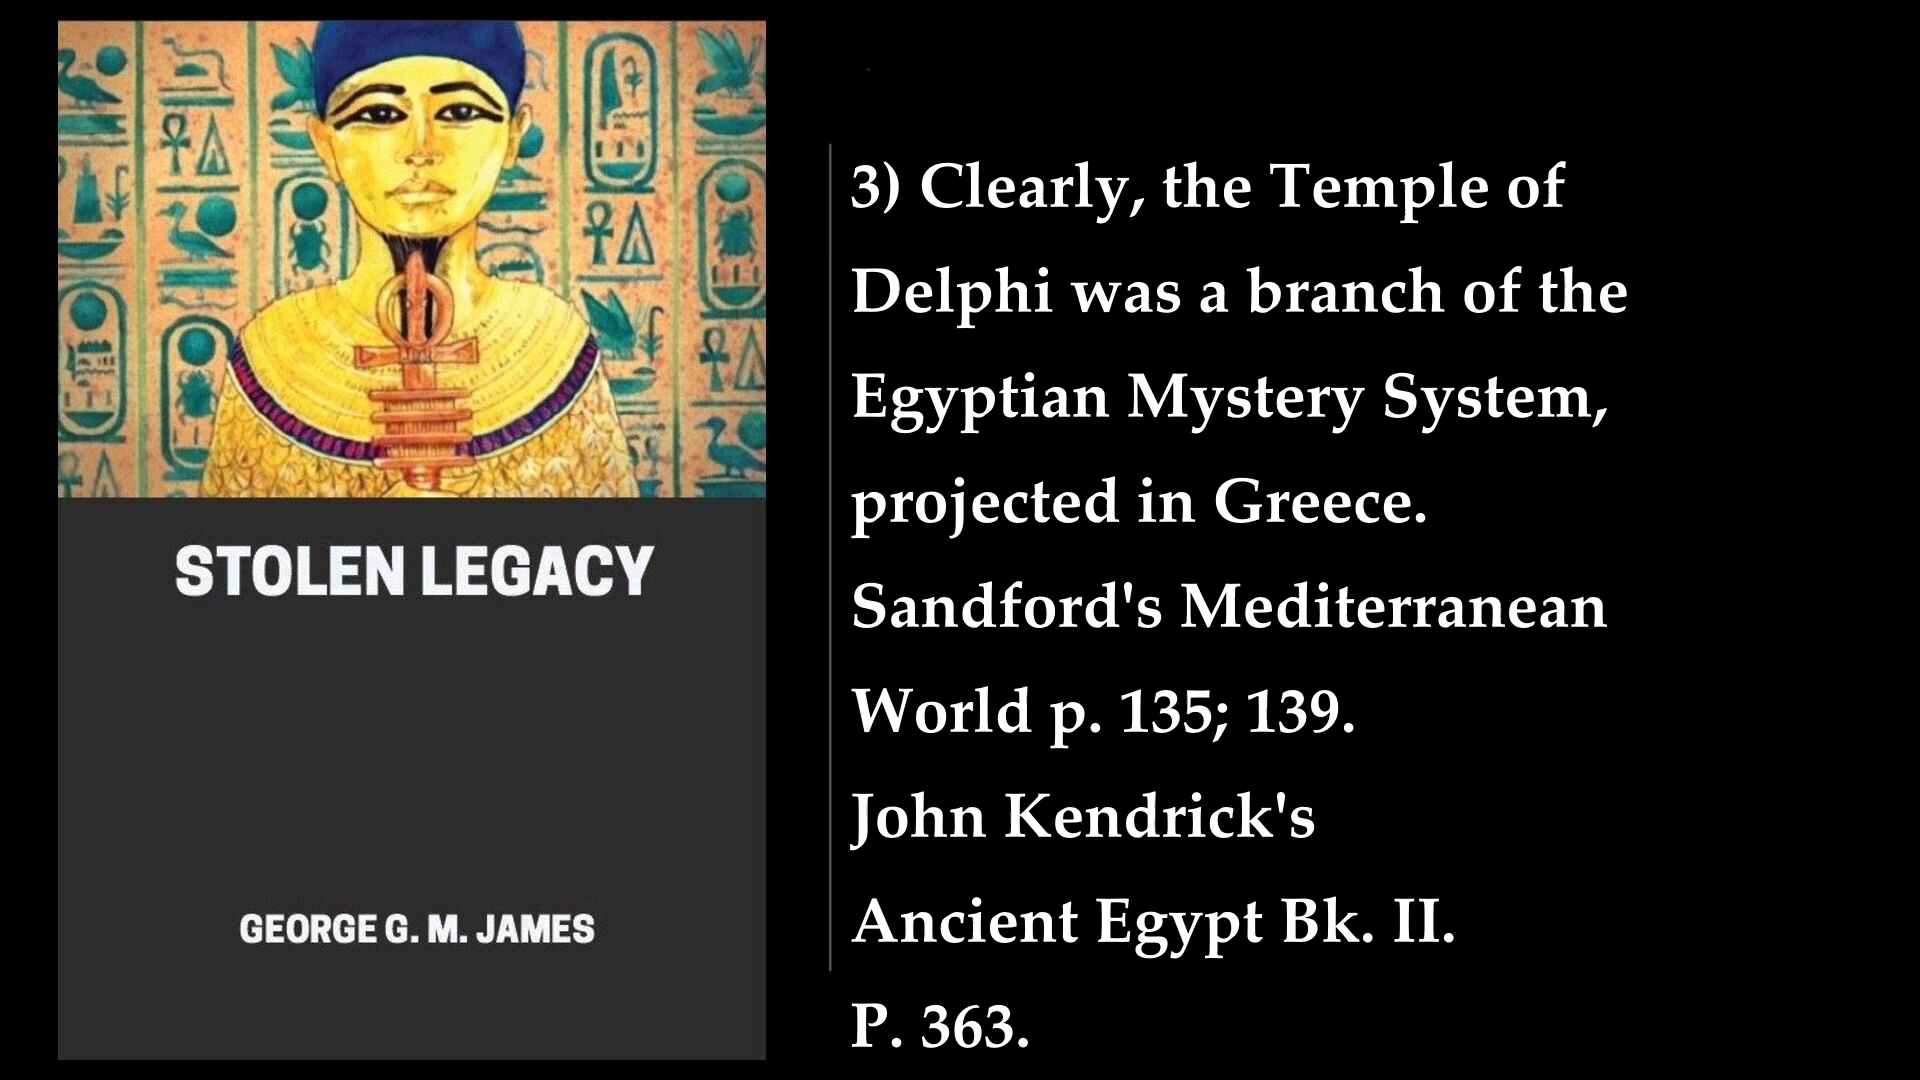 STOLEN LEGACY
GEORGE G. M. JAMES
3) Clearly, the Temple of
Delphi was a branch of the
Egyptian Mystery System,
projected in Greece.
Sandford's Mediterranean
World p. 135; 139.
John Kendrick's
Ancient Egypt Bk. II.
P. 363.